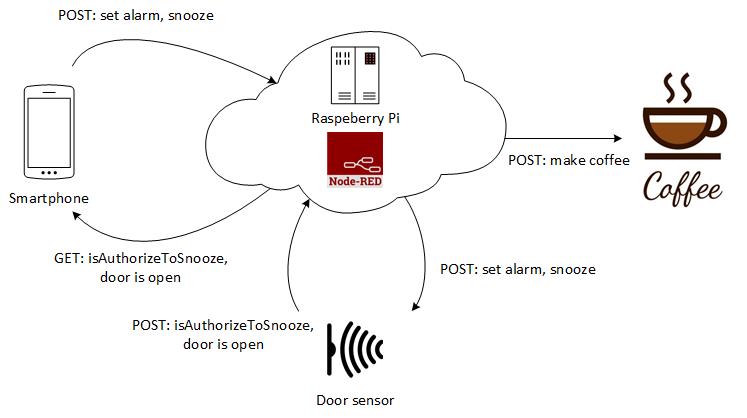 POST: set alarm, snooze
Raspeberry Pi
Node-RED
POST: make coffee
Coffee
Smartphone
GET: isAuthorizeToSnooze,
door is open
POST: set alarm, snooze
POST: isAuthorizeToSnooze,
door is open
Door sensor